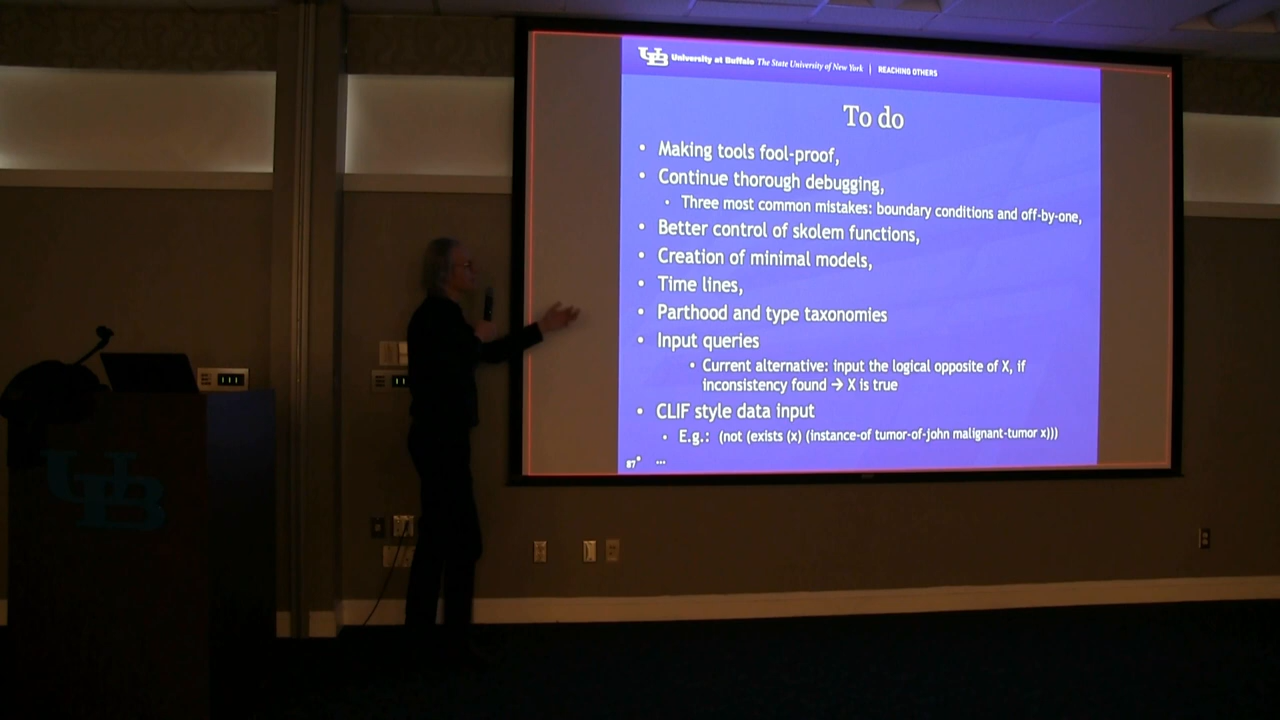 UB University at Buffalo The State University of New York | REACHING OTHERS
To do
• Making tools fool-proof,
• Continue thorough debugging,
• Three most common mistakes: boundary conditions and off-by-one,
• Better control of skolem functions,
• Creation of minimal models,
• Time lines,
• Parthood and type taxonomies
• Input queries
• Current alternative: input the logical opposite of X, if
inconsistency found → X is true
• CLIF style data input
• E.g.: (not (exists (x) (instance-of tumor-of-john malignant-tumor x)))
87 • ...
UB